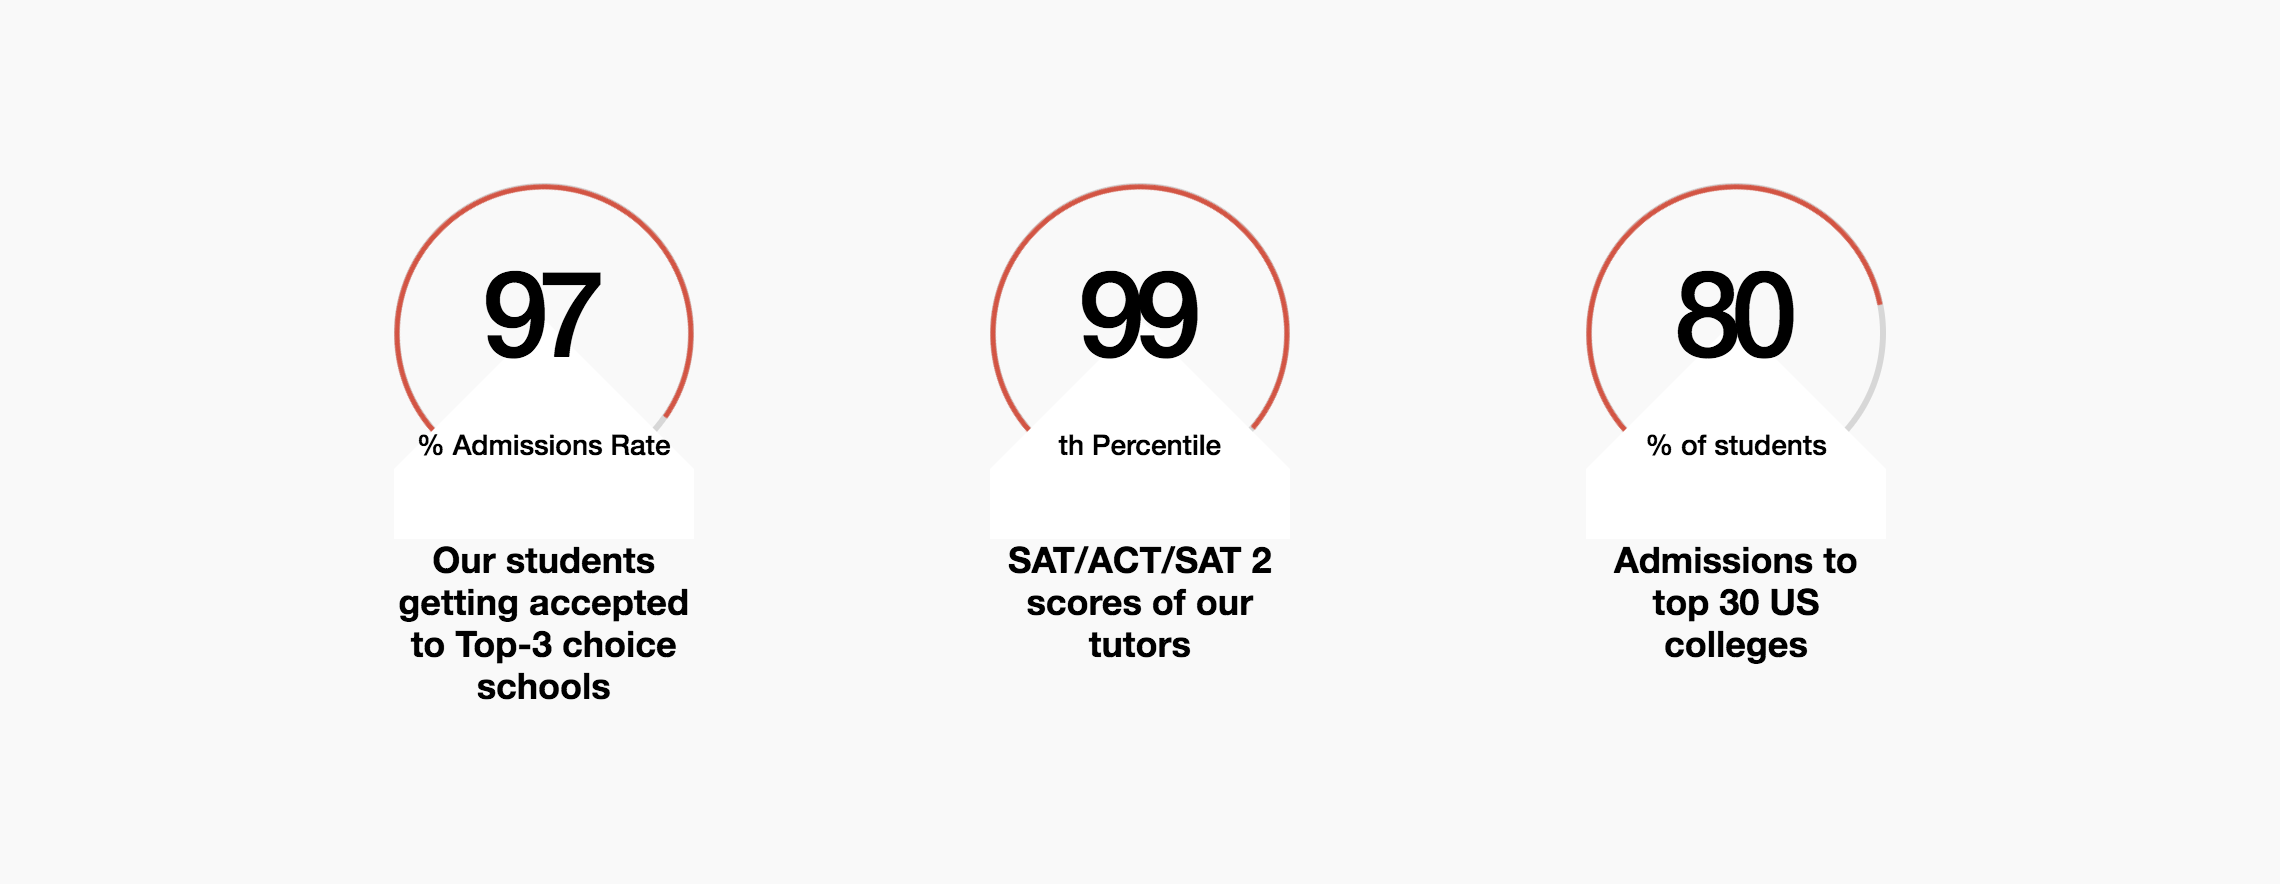 97
% Admissions Rate
Our students
getting accepted
to Top-3 choice
schools
99
th Percentile
SAT/ACT/SAT 2
scores of our
tutors
80
% of students
Admissions to
top 30 US
colleges